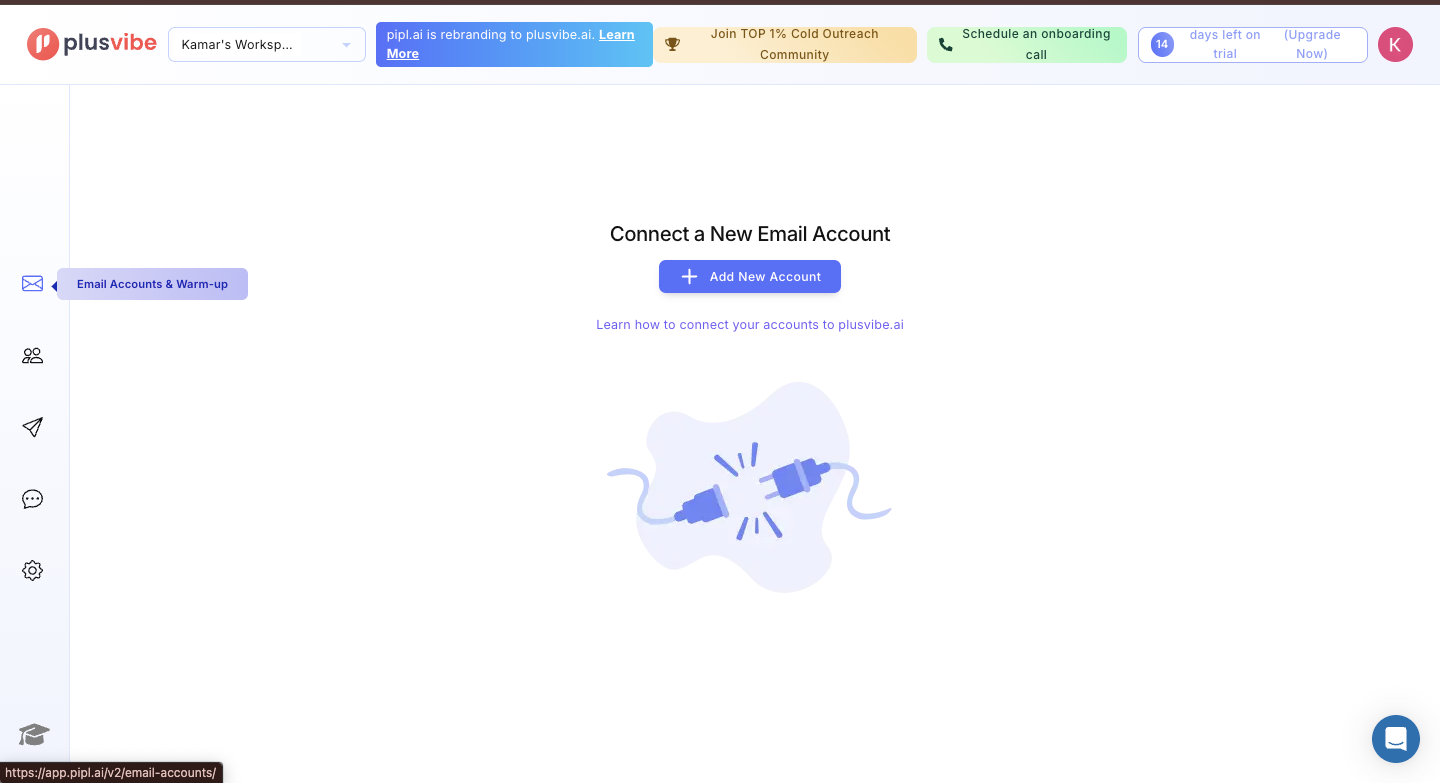 plusvibe
Kamar's Worksp...
pipl.ai is rebranding to plusvibe.ai. Learn
More
Join TOP 1% Cold Outreach
Community
Schedule an onboarding
call
14
days left on
trial
(Upgrade
Now)
K
Connect a New Email Account
Add New Account
Email Accounts & Warm-up
Learn how to connect your accounts to plusvibe.ai
https://app.pipl.ai/v2/email-accounts/